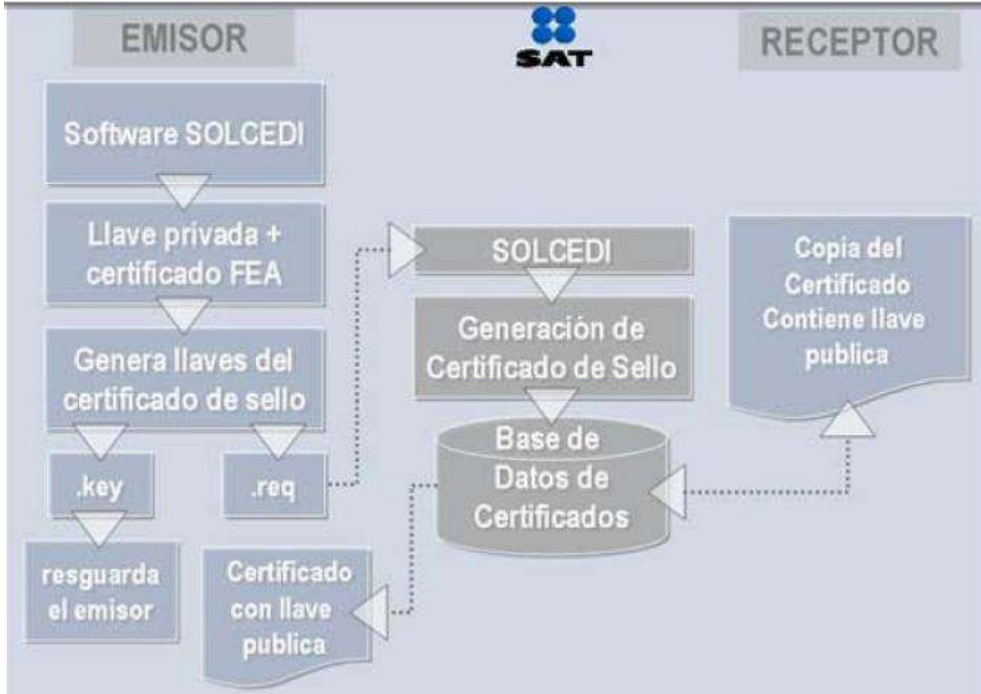 EMISOR
SAT
RECEPTOR
Software SOLCEDI
Llave privada +
certificado FEA
Genera llaves del
certificado de sello
.key
.req
resguarda
el emisor
Certificado
con llave
publica
SOLCEDI
Generación de
Certificado de Sello
Base de
Datos de
Certificados
Copia del
Certificado
Contiene llave
publica